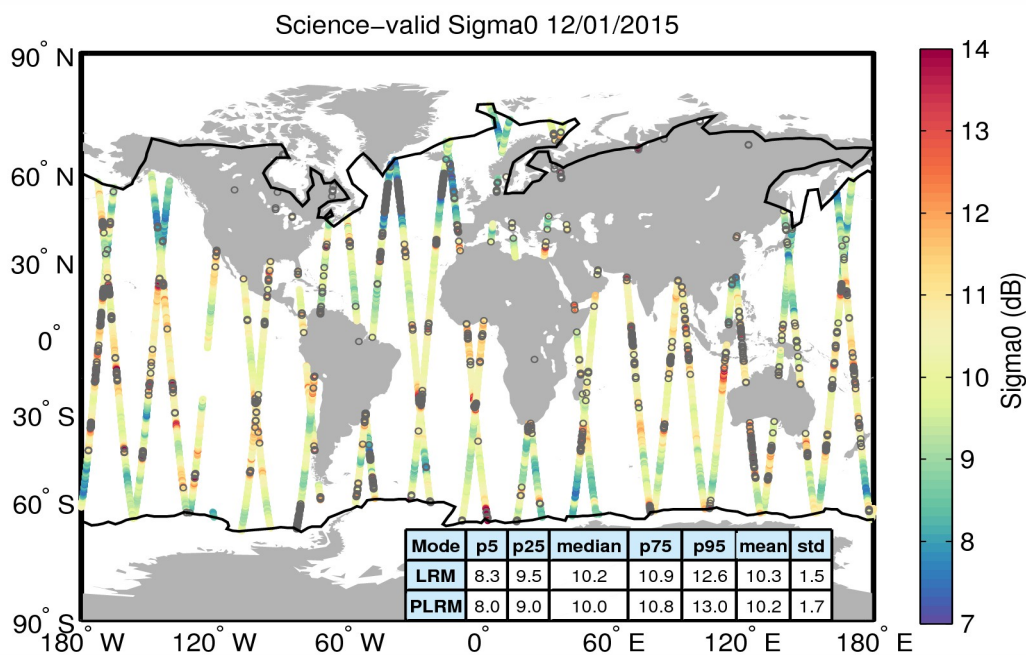 Science−valid Sigma0 12/01/2015
90° N
60° N
30° N
0°
30° S
60° S
90° S
180° W
120° W
60° W
0°
60° E
120° E
180° E
14
13
12
11
10
9
8
7
Sigma0 (dB)
Mode p5 p25 median p75 p95 mean std
LRM 8.3 9.5 10.2 10.9 12.6 10.3 1.5
PLRM 8.0 9.0 10.0 10.8 13.0 10.2 1.7